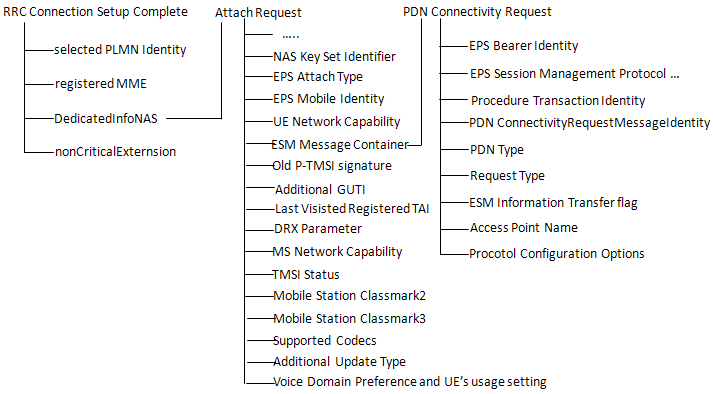 RRC Connection Setup Complete
selected PLMN Identity
registered MME
DedicatedInfoNAS
nonCriticalExternsion
Attach Request
…..
NAS Key Set Identifier
EPS Attach Type
EPS Mobile Identity
UE Network Capability
ESM Message Container
Old P-TMSI signature
Additional GUTI
Last Visisted Registered TAI
DRX Parameter
MS Network Capability
TMSI Status
Mobile Station Classmark2
Mobile Station Classmark3
Supported Codecs
Additional Update Type
Voice Domain Preference and UE’s usage setting
PDN Connectivity Request
EPS Bearer Identity
EPS Session Management Protocol …
Procedure Transaction Identity
PDN ConnectivityRequestMessageIdentity
PDN Type
Request Type
ESM Information Transfer flag
Access Point Name
Procotol Configuration Options